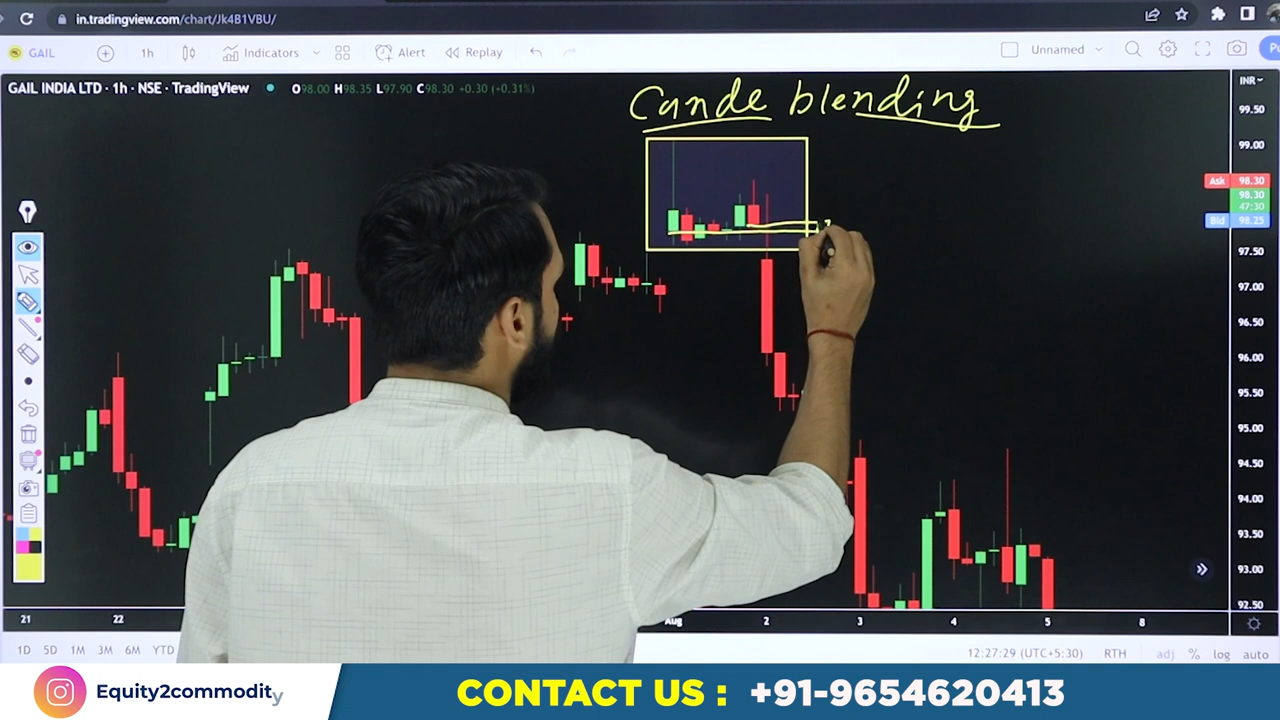 in.tradingview.com/chart/Jk4B1VBU/
GAIL
1h
Indicators
Alert
Replay
Unnamed
GAIL INDIA LTD · 1h · NSE · TradingView
O98.00 H98.35 L97.90 C98.30 +0.30 (+0.31%)
Cande blending
INR
99.50
99.00
Ask 98.30
98.30
47:30
Bid 98.25
97.50
97.00
96.50
96.00
95.50
95.00
94.50
94.00
93.50
93.00
92.50
21 22 Aug 2 3 4 5 8
1D 5D 1M 3M 6M YTD
12:27:29 (UTC+5:30) RTH adj % log auto
Equity2commodity
CONTACT US : +91-9654620413